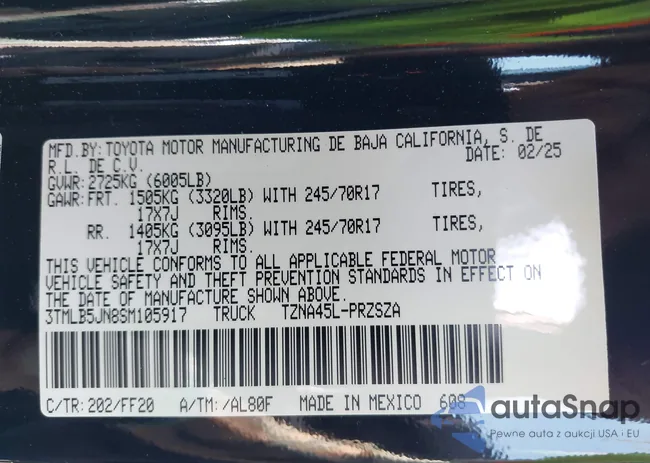 MFD.BY:TOYOTA MOTOR MANUFACTURING DE BAJA CALIFORNIA, S. DE
R.L. DE C.V. DATE: 02/25
GVWR:2725KG (6005LB)
GAWR:FRT. 1505KG (3320LB) WITH 245/70R17 TIRES,
17X7J RIMS.
RR. 1405KG (3095LB) WITH 245/70R17 TIRES,
17X7J RIMS.
THIS VEHICLE CONFORMS TO ALL APPLICABLE FEDERAL MOTOR
VEHICLE SAFETY AND THEFT PREVENTION STANDARDS IN EFFECT ON
THE DATE OF MANUFACTURE SHOWN ABOVE.
3TMLB5JN8SM105917 TRUCK TZNA45L-PRZSZA
C/TR:202/FF20 A/TM:/AL80F MADE IN MEXICO 608
autaSnap
Pewne auta z aukcji USA i EU